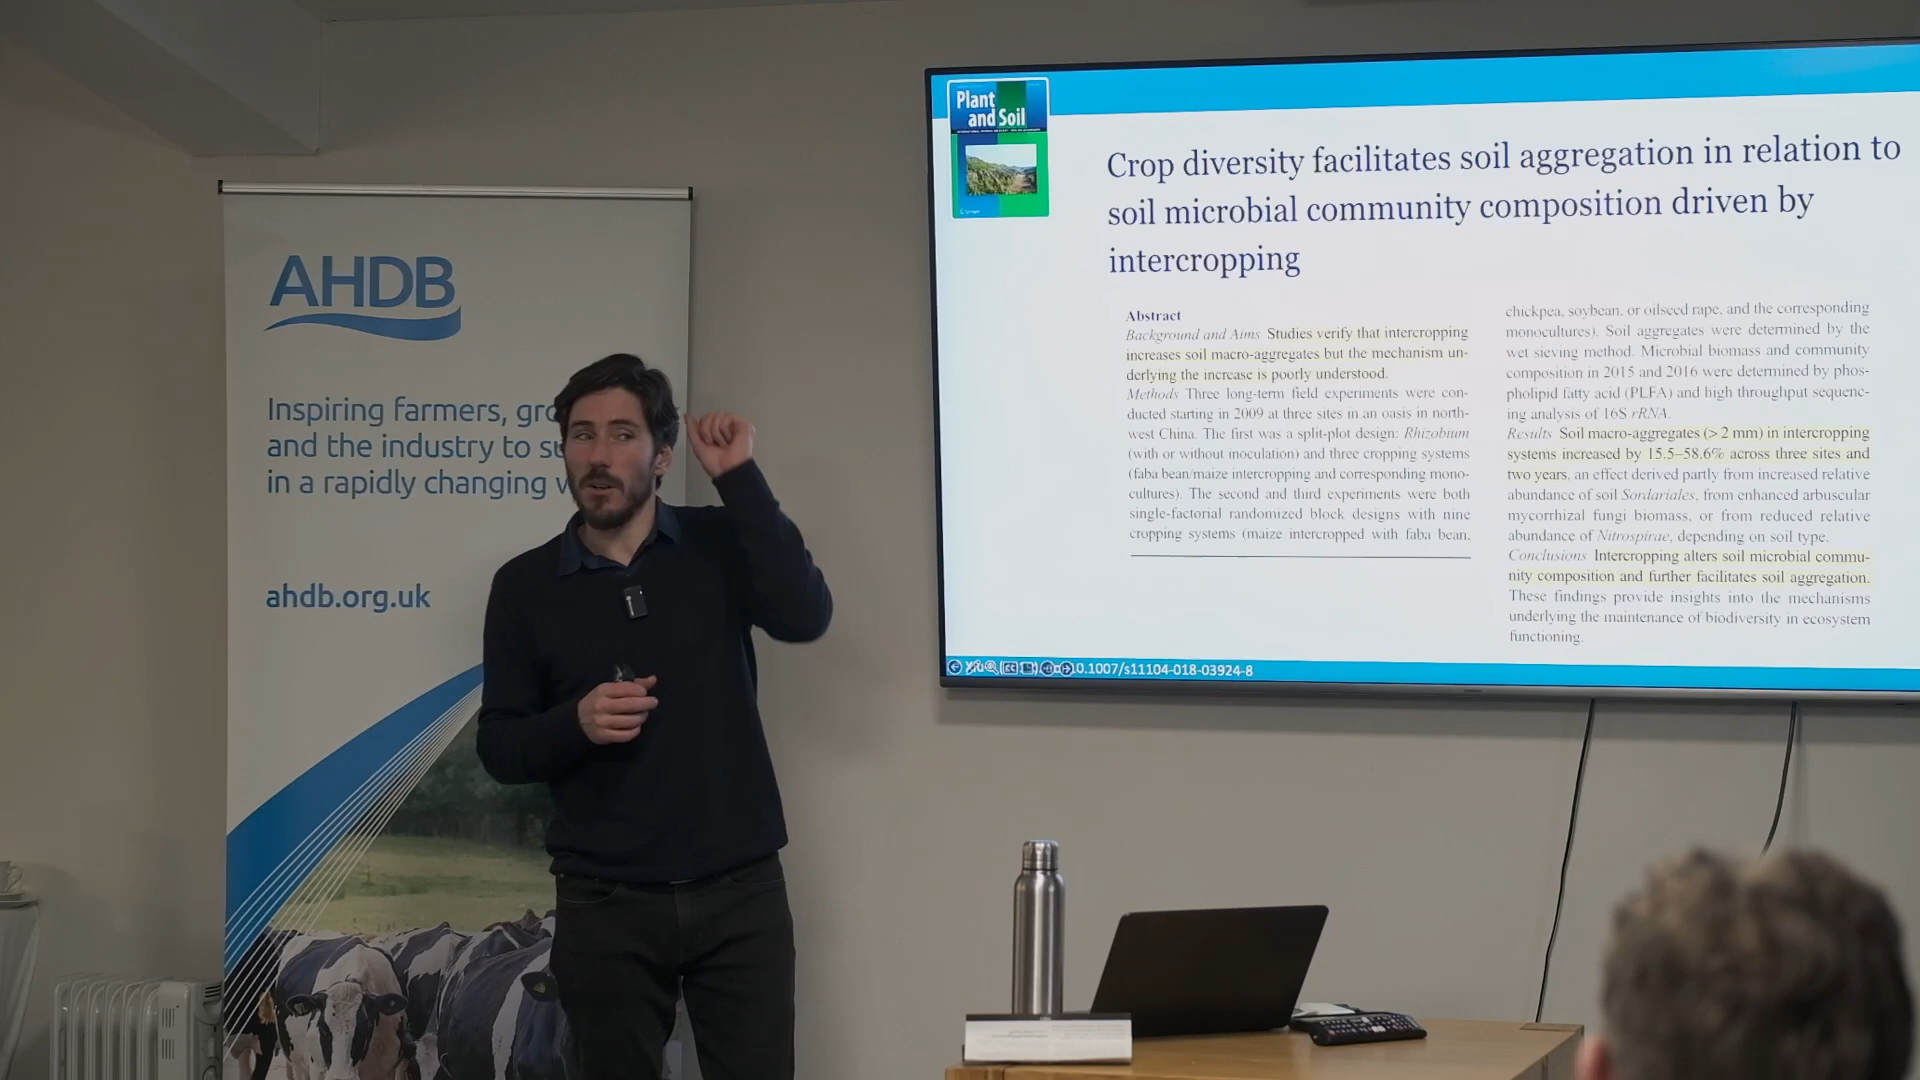 AHDB
Inspiring farmers, gro
and the industry to su
in a rapidly changing w
ahdb.org.uk
Plant
and Soil
Crop diversity facilitates soil aggregation in relation to
soil microbial community composition driven by
intercropping
Abstract
Background and Aims Studies verify that intercropping
increases soil macro-aggregates but the mechanism un-
derlying the increase is poorly understood.
Methods Three long-term field experiments were con-
ducted starting in 2009 at three sites in an oasis in north-
west China. The first was a split-plot design: Rhizobium
(with or without inoculation) and three cropping systems
(faba bean/maize intercropping and corresponding mono-
cultures). The second and third experiments were both
single-factorial randomized block designs with nine
cropping systems (maize intercropped with faba bean,
chickpea, soybean, or oilseed rape, and the corresponding
monocultures). Soil aggregates were determined by the
wet sieving method. Microbial biomass and community
composition in 2015 and 2016 were determined by phos-
pholipid fatty acid (PLFA) and high throughput sequenc-
ing analysis of 16S rRNA.
Results Soil macro-aggregates (> 2 mm) in intercropping
systems increased by 15.5–58.6% across three sites and
two years, an effect derived partly from increased relative
abundance of soil Sordariales, from enhanced arbuscular
mycorrhizal fungi biomass, or from reduced relative
abundance of Nitrospirae, depending on soil type.
Conclusions Intercropping alters soil microbial commu-
nity composition and further facilitates soil aggregation.
These findings provide insights into the mechanisms
underlying the maintenance of biodiversity in ecosystem
functioning.
0.1007/s11104-018-03924-8